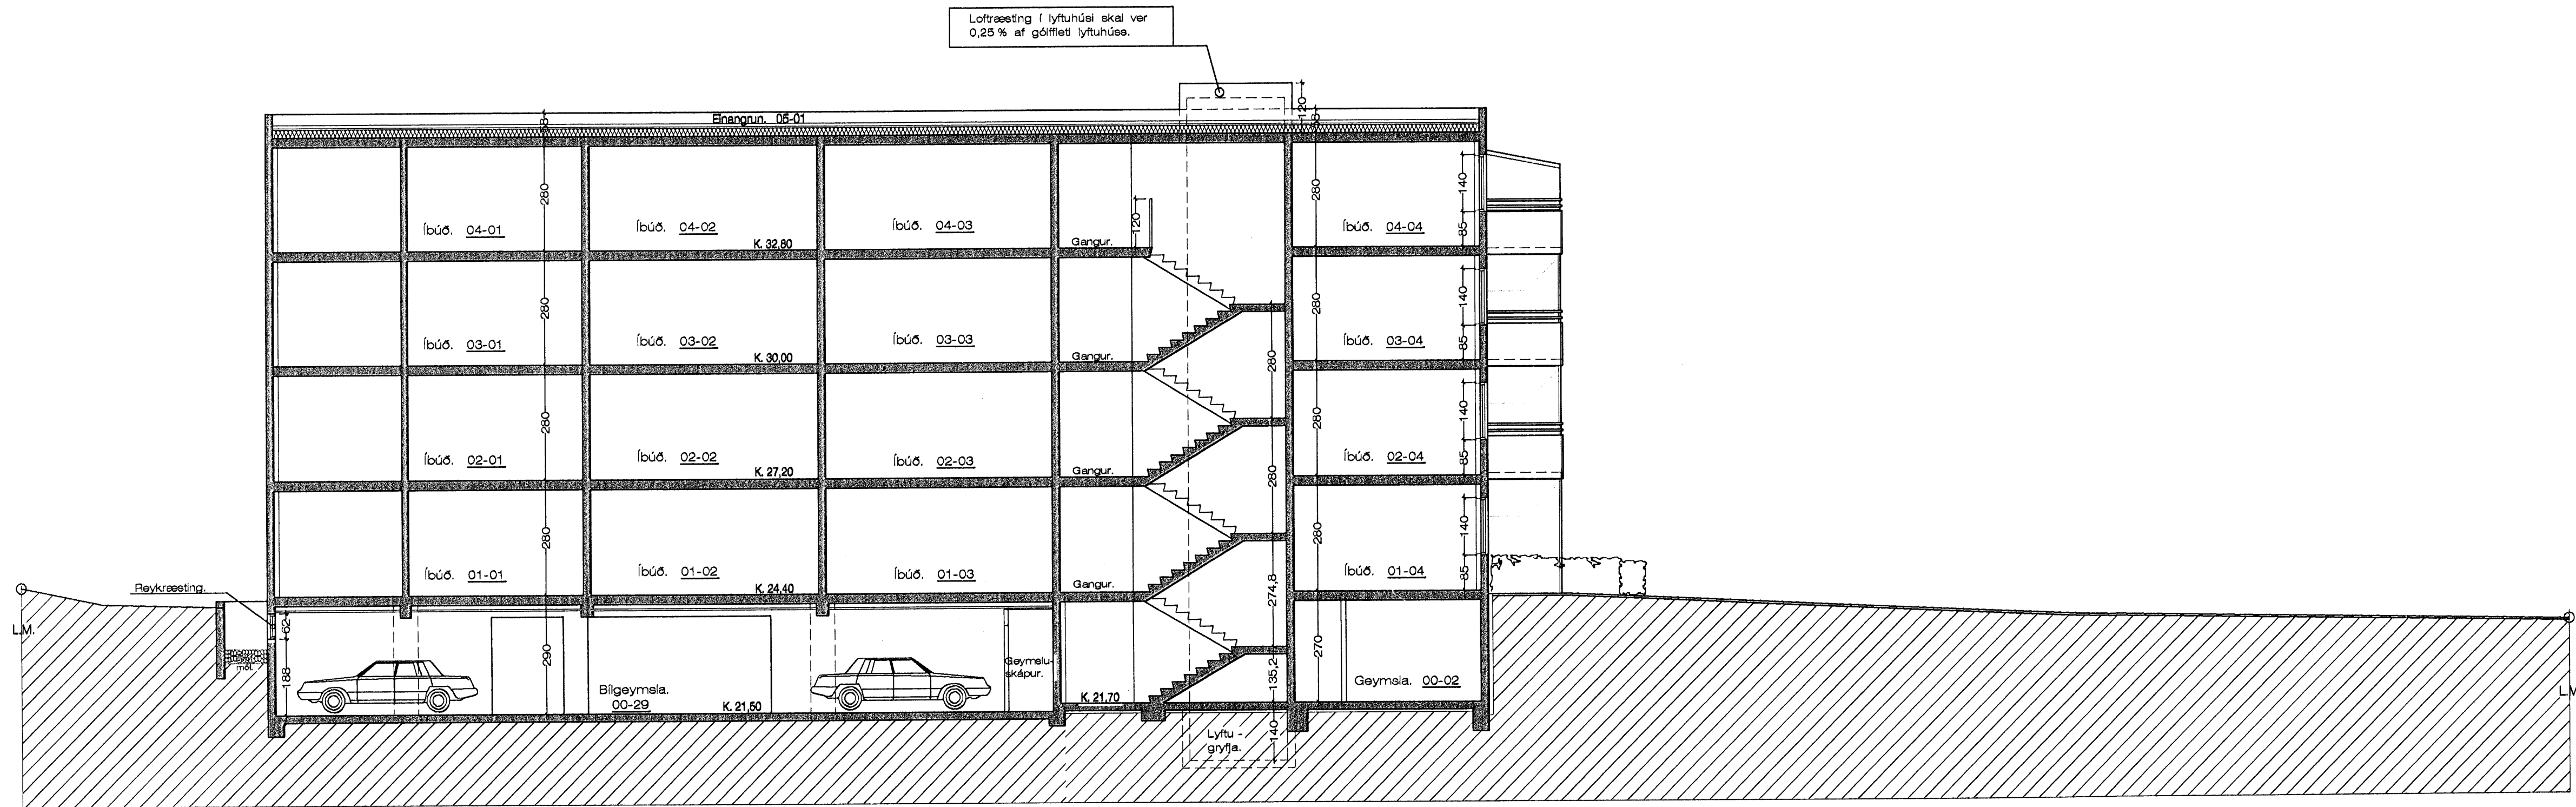 Loftræsting í lyftuhúsi skal ver
0,25 % af gólffleti lyftuhúss.
120
58
Einangrun. 05-01
58
280
280
140
120
Íbúð. 04-01
Íbúð. 04-02
Íbúð. 04-03
Íbúð. 04-04
85
K. 32,80
Gangur.
280
280
140
Íbúð. 03-01
Íbúð. 03-02
Íbúð. 03-03
Íbúð. 03-04
85
K. 30,00
Gangur.
280
280
280
140
Íbúð. 02-01
Íbúð. 02-02
Íbúð. 02-03
Íbúð. 02-04
85
K. 27,20
Gangur.
280
280
280
140
Íbúð. 01-01
Íbúð. 01-02
Íbúð. 01-03
Íbúð. 01-04
85
K. 24,40
Gangur.
274,8
Reykræsting.
L.M.
62
möl.
188
290
Bílgeymsla.
00-29
K. 21,50
Geymslu-
skápur.
K. 21,70
135,2
270
Geymsla. 00-02
L.M
Lyftu -
gryfja.
140